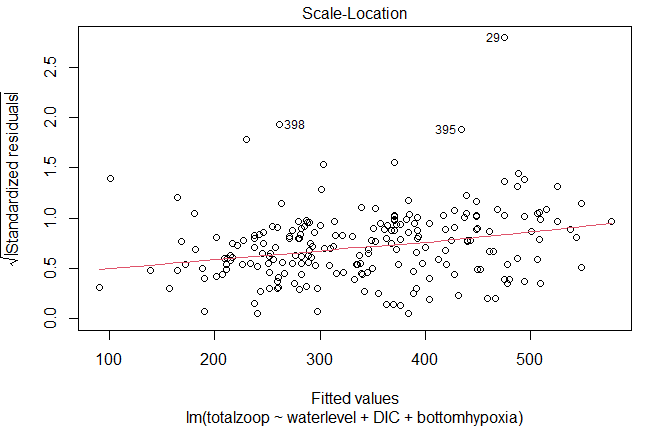 Scale-Location
√|Standardized residuals|
0.0 0.5 1.0 1.5 2.0 2.5
29
398
395
100 200 300 400 500
Fitted values
lm(totalzoop ~ waterlevel + DIC + bottomhypoxia)